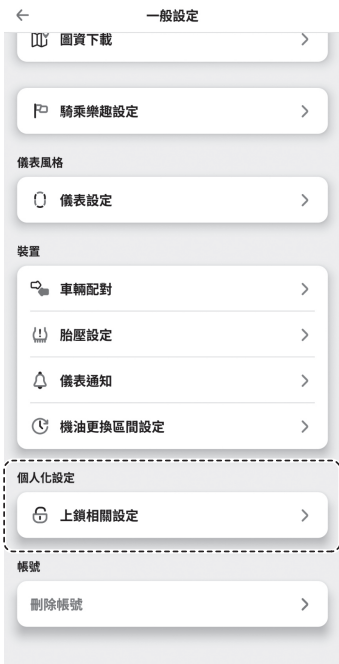 一般設定
圖資下載
騎乘樂趣設定
儀表風格
儀表設定
裝置
車輛配對
胎壓設定
儀表通知
機油更換區間設定
個人化設定
上鎖相關設定
帳號
刪除帳號